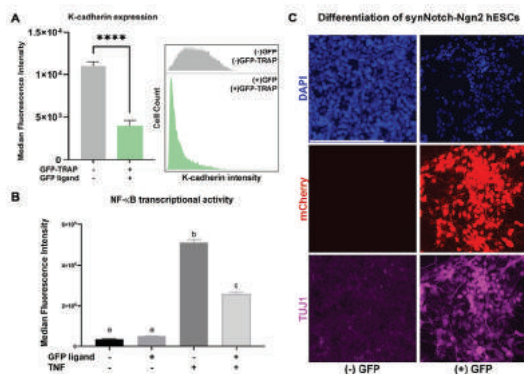 A
K-cadherin expression
****
Median Fluorescence Intensity
1.5×10⁴
1×10⁴
5×10³
0
GFP-TRAP - +
GFP ligand - +
(-)GFP
(-)GFP-TRAP
(+)GFP
(+)GFP-TRAP
Cell Count
K-cadherin intensity
B
NF-κB transcriptional activity
Median Fluorescence Intensity
0
a
a
b
c
GFP ligand - + - +
TNF - - + +
C
Differentiation of synNotch-Ngn2 hESCs
DAPI
mCherry
TUJ1
(-) GFP
(+) GFP